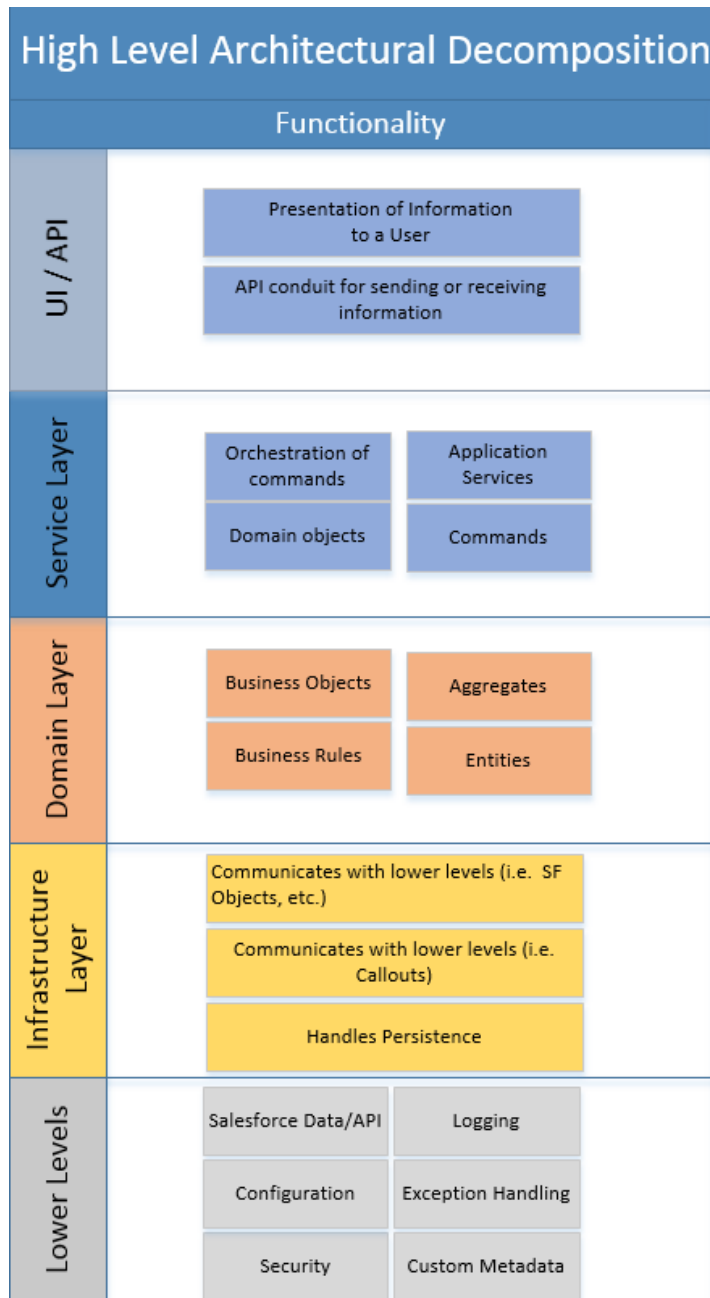 High Level Architectural Decomposition
Functionality
UI / API
Presentation of Information
to a User
API conduit for sending or receiving
information
Service Layer
Orchestration of
commands
Application
Services
Domain objects
Commands
Domain Layer
Business Objects
Aggregates
Business Rules
Entities
Infrastructure
Layer
Communicates with lower levels (i.e. SF
Objects, etc.)
Communicates with lower levels (i.e.
Callouts)
Handles Persistence
Lower Levels
Salesforce Data/API
Logging
Configuration
Exception Handling
Security
Custom Metadata